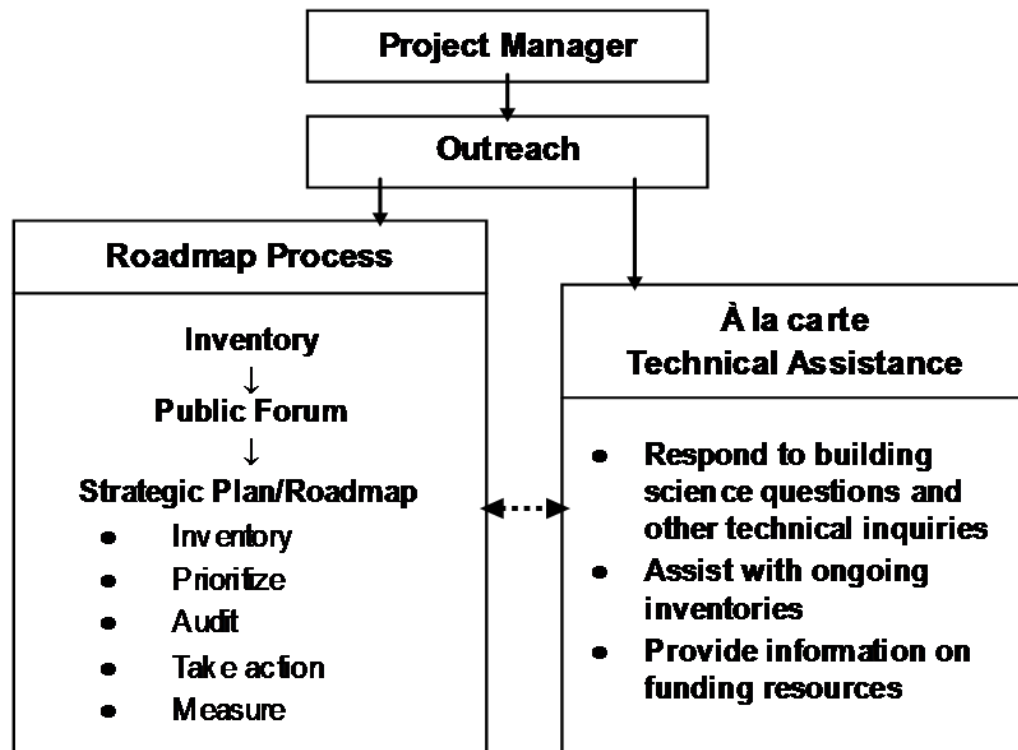 Project Manager
Outreach
Roadmap Process
Inventory
↓
Public Forum
↓
Strategic Plan/Roadmap
• Inventory
• Prioritize
• Audit
• Take action
• Measure
À la carte
Technical Assistance
• Respond to building
science questions and
other technical inquiries
• Assist with ongoing
inventories
• Provide information on
funding resources